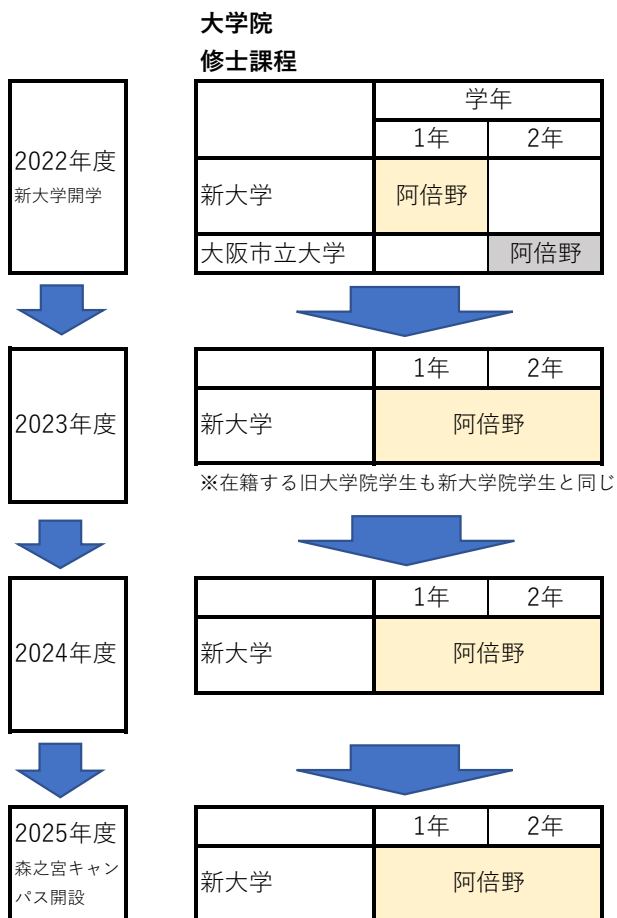 大学院
修士課程
2022年度
新大学開学
学年
1年 2年
新大学 阿倍野
大阪市立大学 阿倍野
2023年度
1年 2年
新大学 阿倍野
※在籍する旧大学院学生も新大学院学生と同じ
2024年度
1年 2年
新大学 阿倍野
2025年度
森之宮キャン
パス開設
1年 2年
新大学 阿倍野